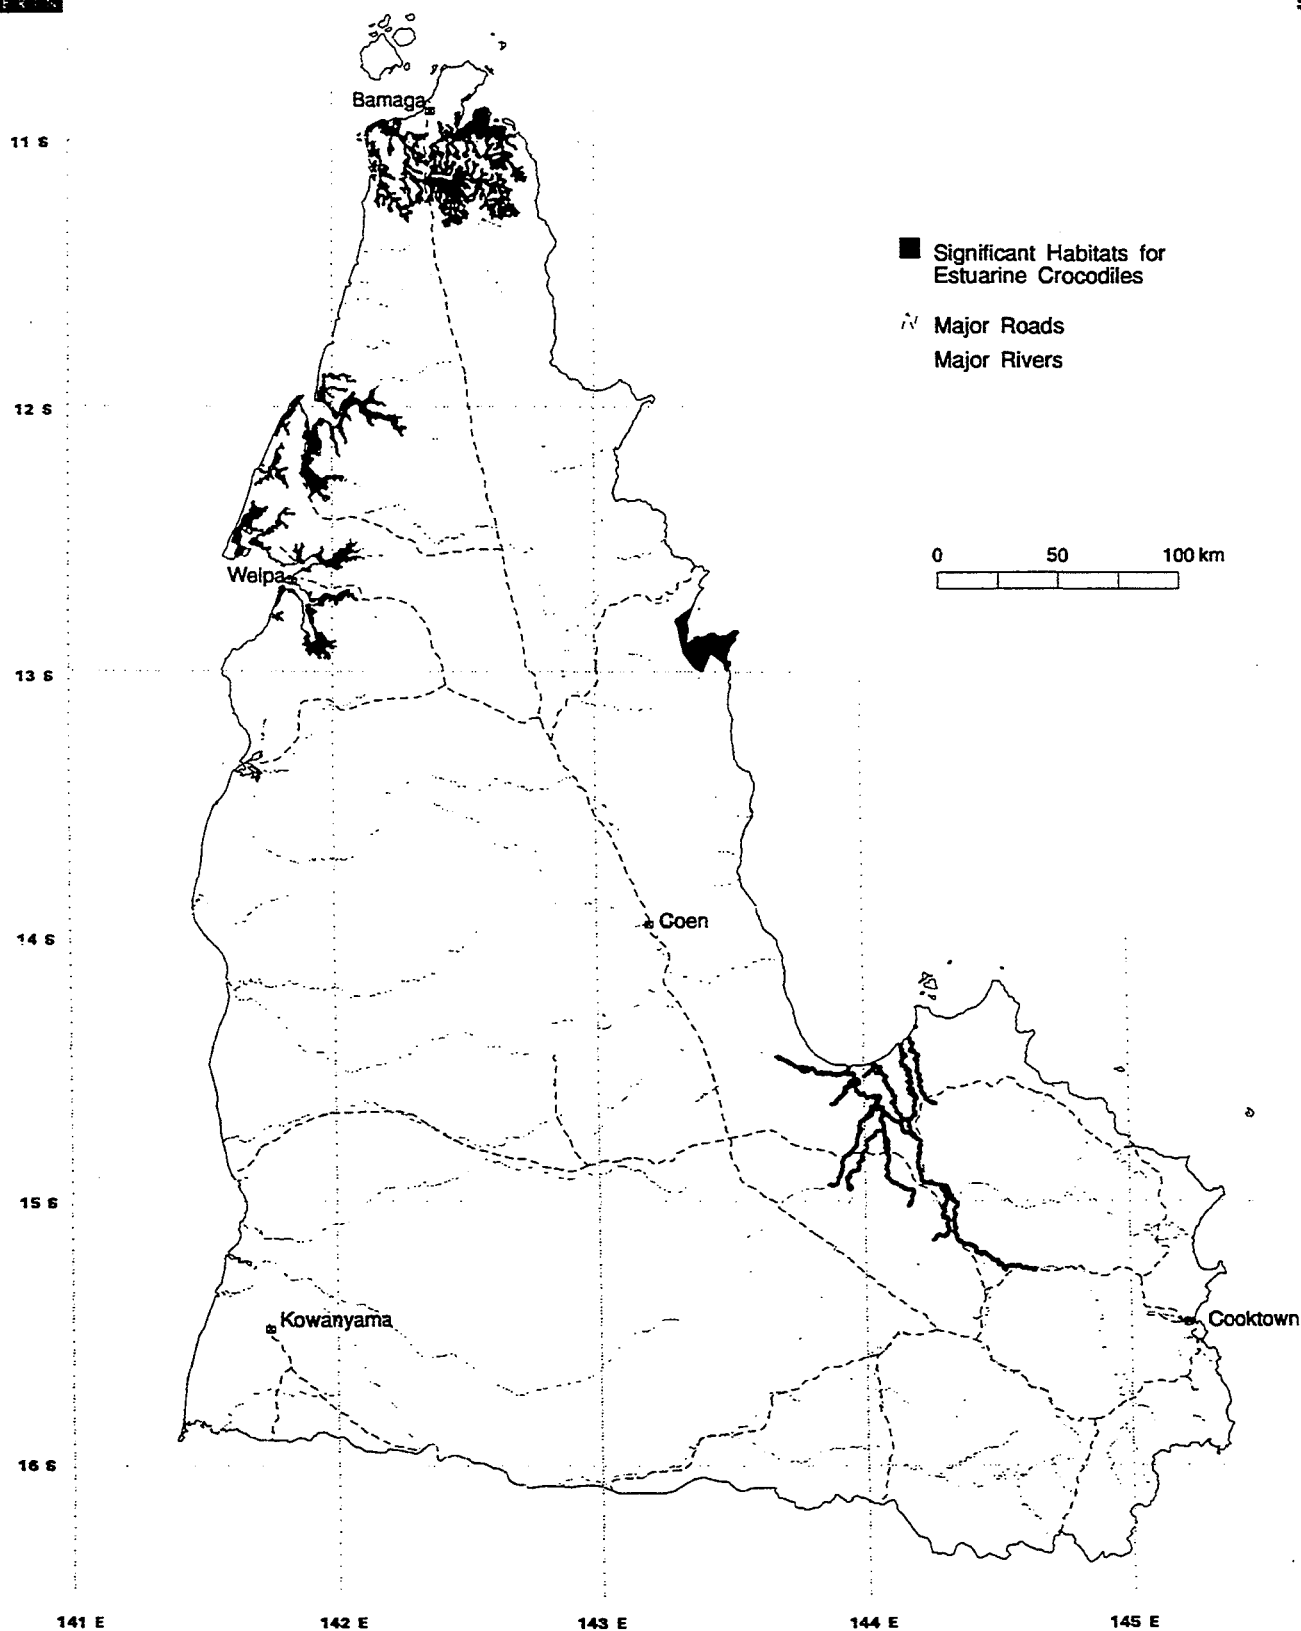 Bamaga
11 S
Significant Habitats for
Estuarine Crocodiles
Major Roads
Major Rivers
12 S
0 50 100 km
Weipa
13 S
Coen
14 S
15 S
Kowanyama
Cooktown
16 S
141 E 142 E 143 E 144 E 145 E